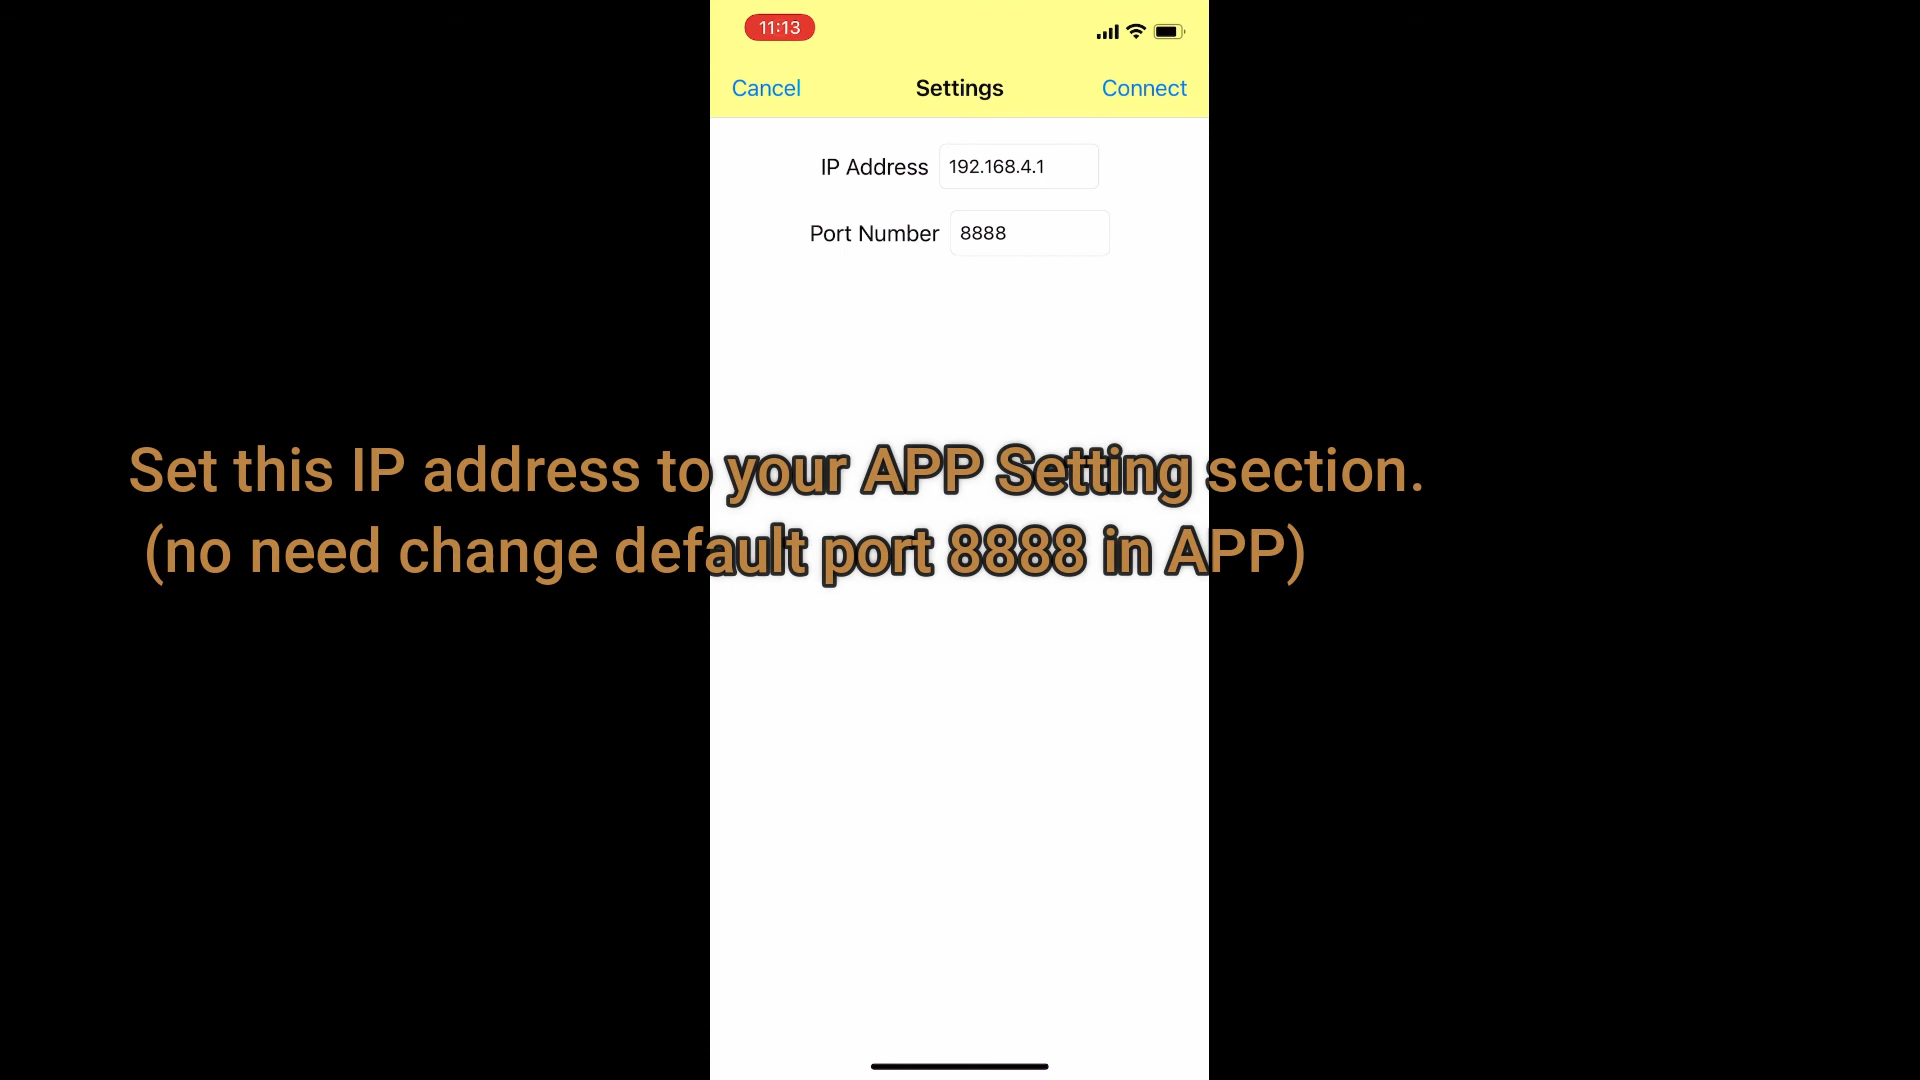 11:13
Cancel Settings Connect
IP Address 192.168.4.1
Port Number 8888
Set this IP address to your APP Setting section.
(no need change default port 8888 in APP)